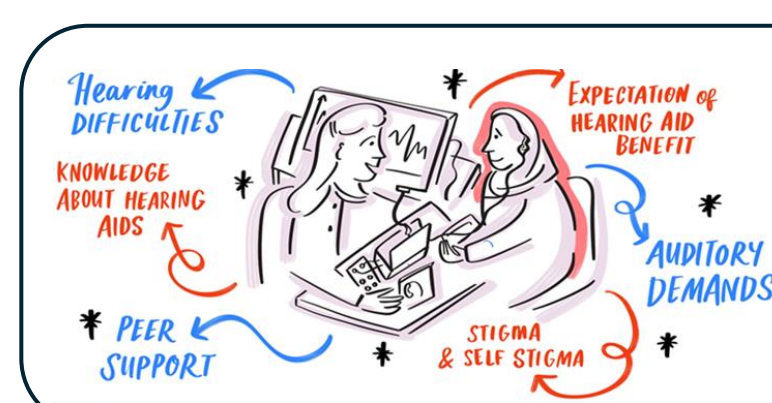 Hearing
DIFFICULTIES
EXPECTATION of
HEARING AID
BENEFIT
KNOWLEDGE
ABOUT HEARING
AIDS
AUDITORY
DEMANDS
PEER
SUPPORT
STIGMA
& SELF STIGMA